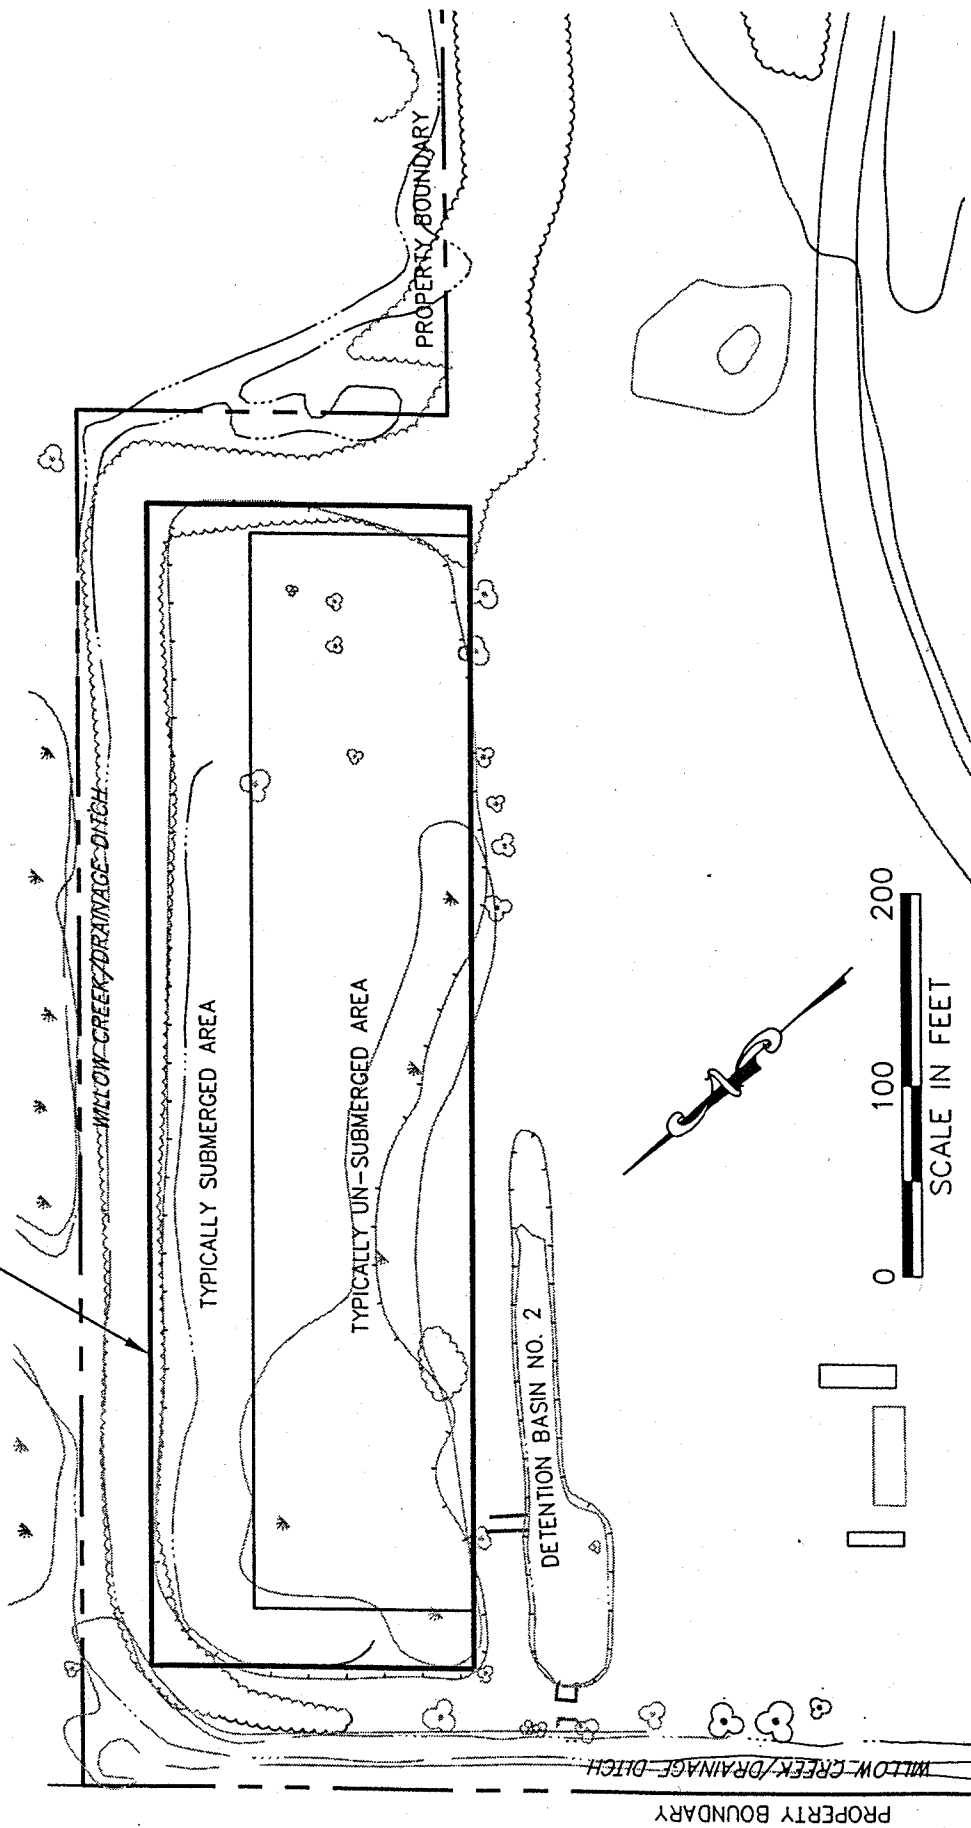 PROPERTY BOUNDARY
WILLOW CREEK/DRAINAGE DITCH
TYPICALLY SUBMERGED AREA
TYPICALLY UN-SUBMERGED AREA
DETENTION BASIN NO. 2
0 100 200
SCALE IN FEET
WILLOW CREEK/DRAINAGE DITCH
PROPERTY BOUNDARY